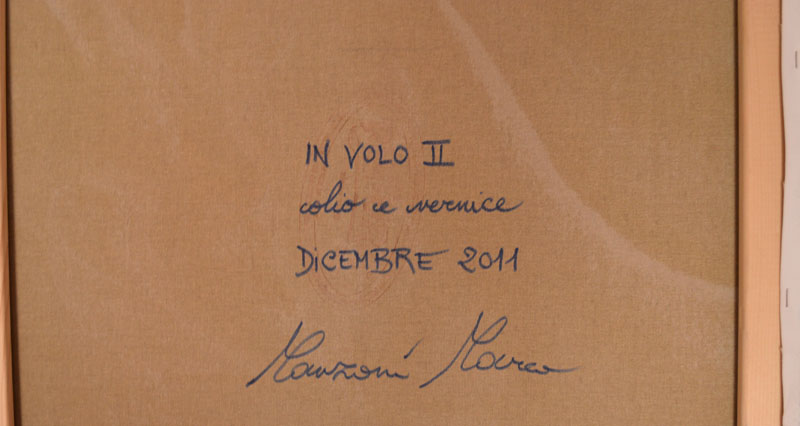 IN VOLO II
olio e vernice
DiCEMBRE 2011
Manzoni Marco